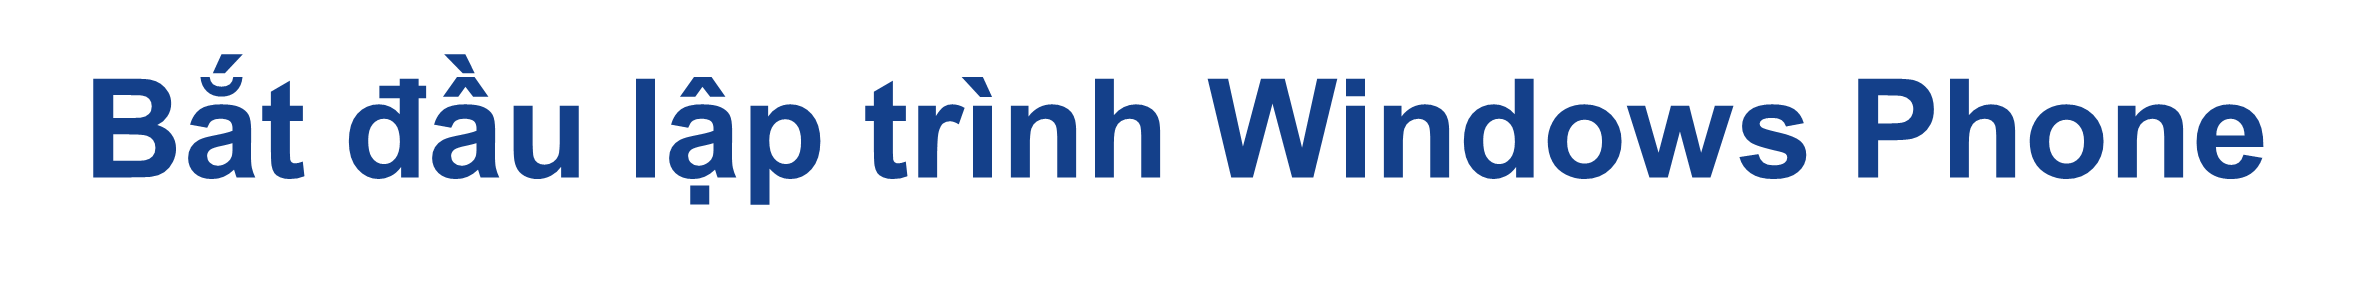 Bắt đầu lập trình Windows Phone